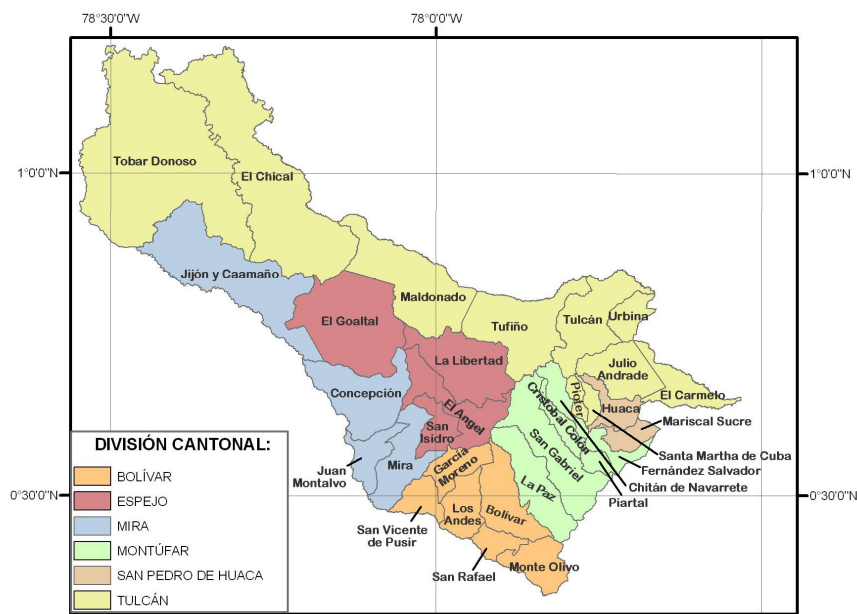 78°30'0"W
78°0'0"W
1°0'0"N
1°0'0"N
Tobar Donoso
El Chical
Jijón y Caamaño
Maldonado
El Goaltal
Tufiño
Tulcán
Urbina
La Libertad
Julio
Andrade
Concepción
Pioter
El Carmelo
Huaca
Cristobal Colón
El Angel
San
Isidro
Mariscal Sucre
San Gabriel
Santa Martha de Cuba
García
Moreno
Mira
Juan
Montalvo
Fernández Salvador
Chitán de Navarrete
La Paz
Piartal
0°30'0"N
0°30'0"N
Los
Andes
Bolívar
San Vicente
de Pusir
San Rafael
Monte Olivo
DIVISIÓN CANTONAL:
BOLÍVAR
ESPEJO
MIRA
MONTÚFAR
SAN PEDRO DE HUACA
TULCÁN